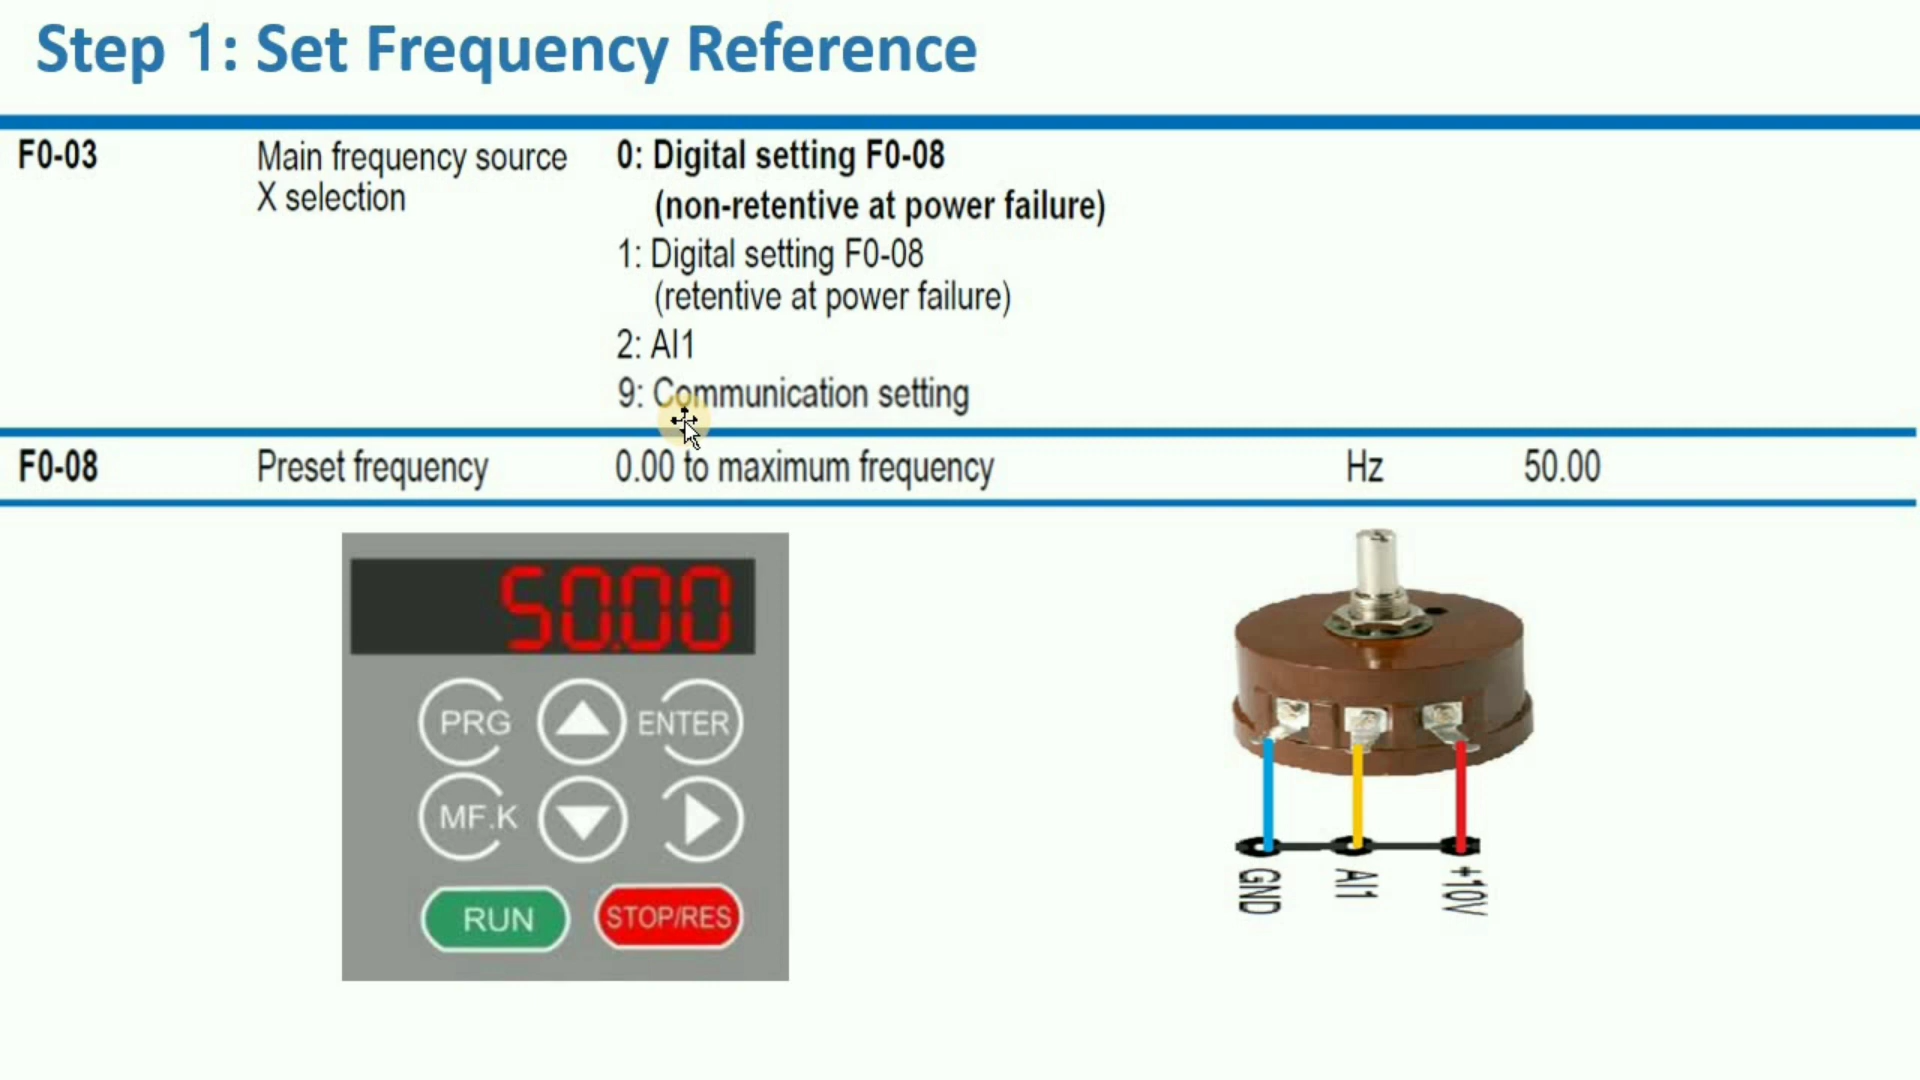 Step 1: Set Frequency Reference
F0-03 Main frequency source 0: Digital setting F0-08
X selection (non-retentive at power failure)
1: Digital setting F0-08
(retentive at power failure)
2: AI1
9: Communication setting
F0-08 Preset frequency 0.00 to maximum frequency Hz 50.00
50.00
PRG ENTER
MF.K
RUN STOP/RES
GND AI1 +10V